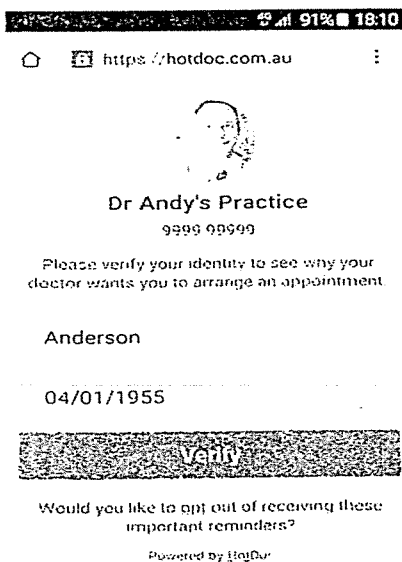 91% 18:10
https://hotdoc.com.au
Dr Andy's Practice
9999 99999
Please verify your identity to see why your
doctor wants you to arrange an appointment.
Anderson
04/01/1955
Verify
Would you like to opt out of receiving these
important reminders?
Powered by HotDoc